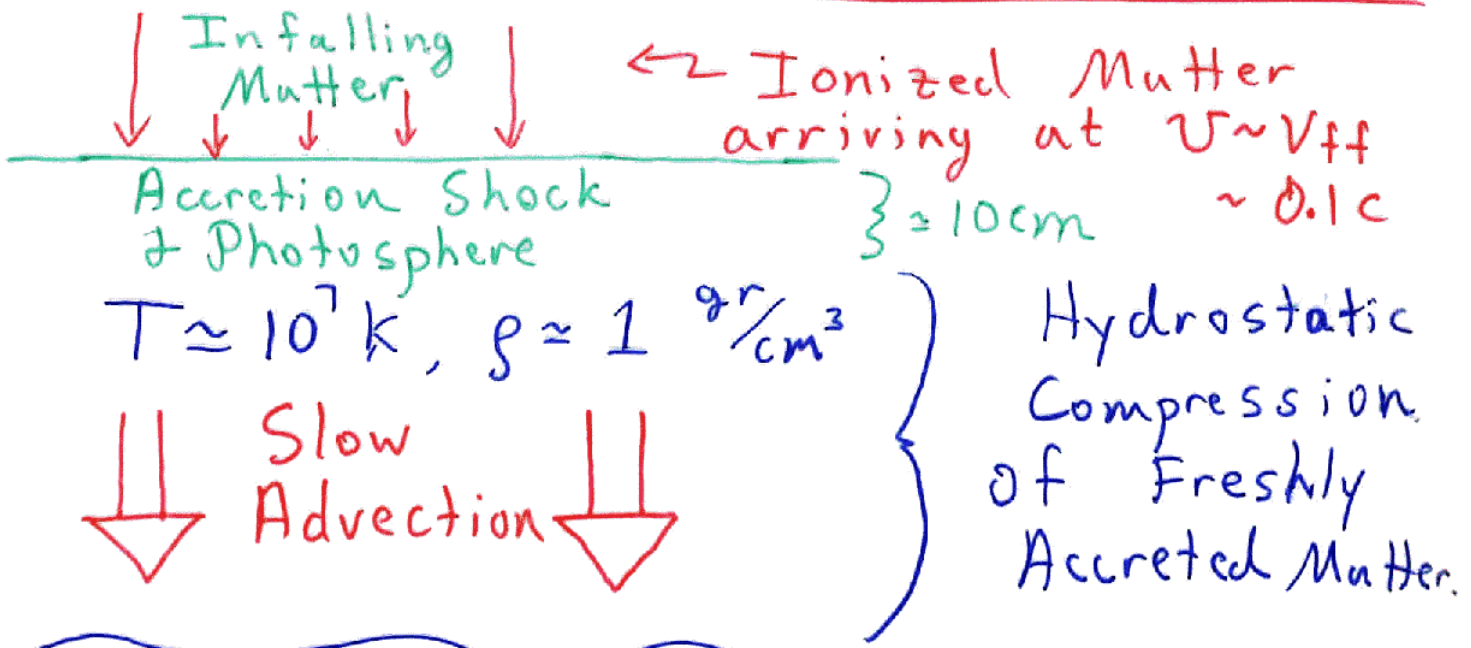 Infalling
Matter
← Ionized Matter
arriving at v~Vff
~ 0.1c
Accretion Shock
& Photosphere
} ≃ 10cm
T ≃ 10⁷ K, ρ ≃ 1 gr/cm³
Slow
Advection
Hydrostatic
Compression
of Freshly
Accreted Matter.